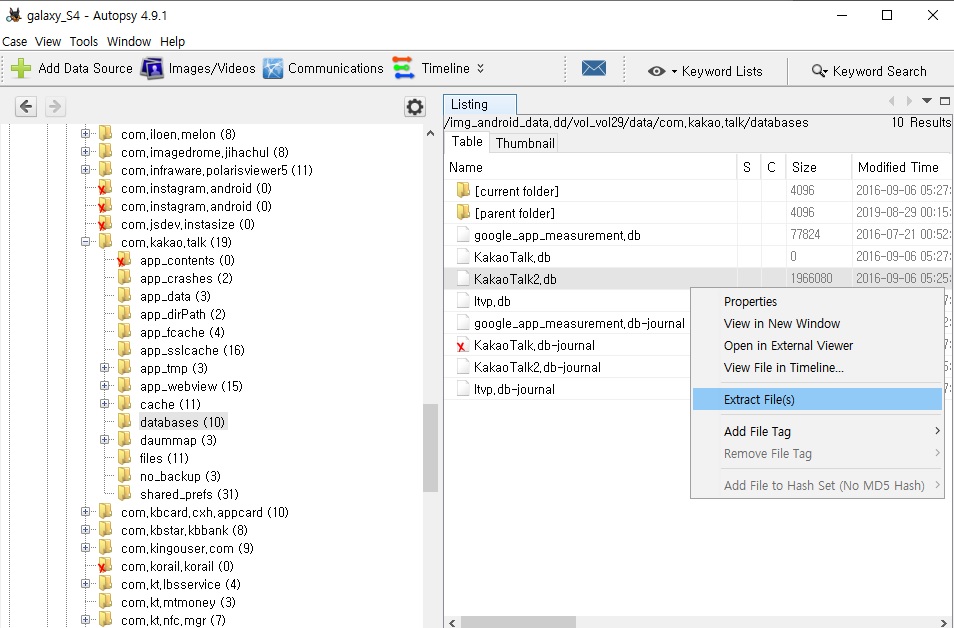 galaxy_S4 - Autopsy 4.9.1
Case View Tools Window Help
Add Data Source Images/Videos Communications Timeline Keyword Lists Keyword Search
com.iloen.melon (8)
com.imagedrome.jihachul (8)
com.infraware.polarisviewer5 (11)
com.instagram.android (0)
com.instagram.android (0)
com.jsdev.instasize (0)
com.kakao.talk (19)
app_contents (0)
app_crashes (2)
app_data (3)
app_dirPath (2)
app_fcache (4)
app_sslcache (16)
app_tmp (3)
app_webview (15)
cache (11)
databases (10)
daummap (3)
files (11)
no_backup (3)
shared_prefs (31)
com.kbcard.cxh.appcard (10)
com.kbstar.kbbank (8)
com.kingouser.com (9)
com.korail.korail (0)
com.kt.lbsservice (4)
com.kt.mtmoney (3)
com.kt.nfc.mgr (7)
Listing
/img_android_data.dd/vol_vol29/data/com.kakao.talk/databases 10 Results
Table Thumbnail
Name S C Size Modified Time
[current folder] 4096 2016-09-06 05:27:
[parent folder] 4096 2019-08-29 00:15:
google_app_measurement.db 77824 2016-07-21 00:52:
KakaoTalk.db 0 2016-09-06 05:27:
KakaoTalk2.db 1966080 2016-09-06 05:25:
ltvp.db
google_app_measurement.db-journal
KakaoTalk.db-journal
KakaoTalk2.db-journal
ltvp.db-journal
Properties
View in New Window
Open in External Viewer
View File in Timeline...
Extract File(s)
Add File Tag
Remove File Tag
Add File to Hash Set (No MD5 Hash)